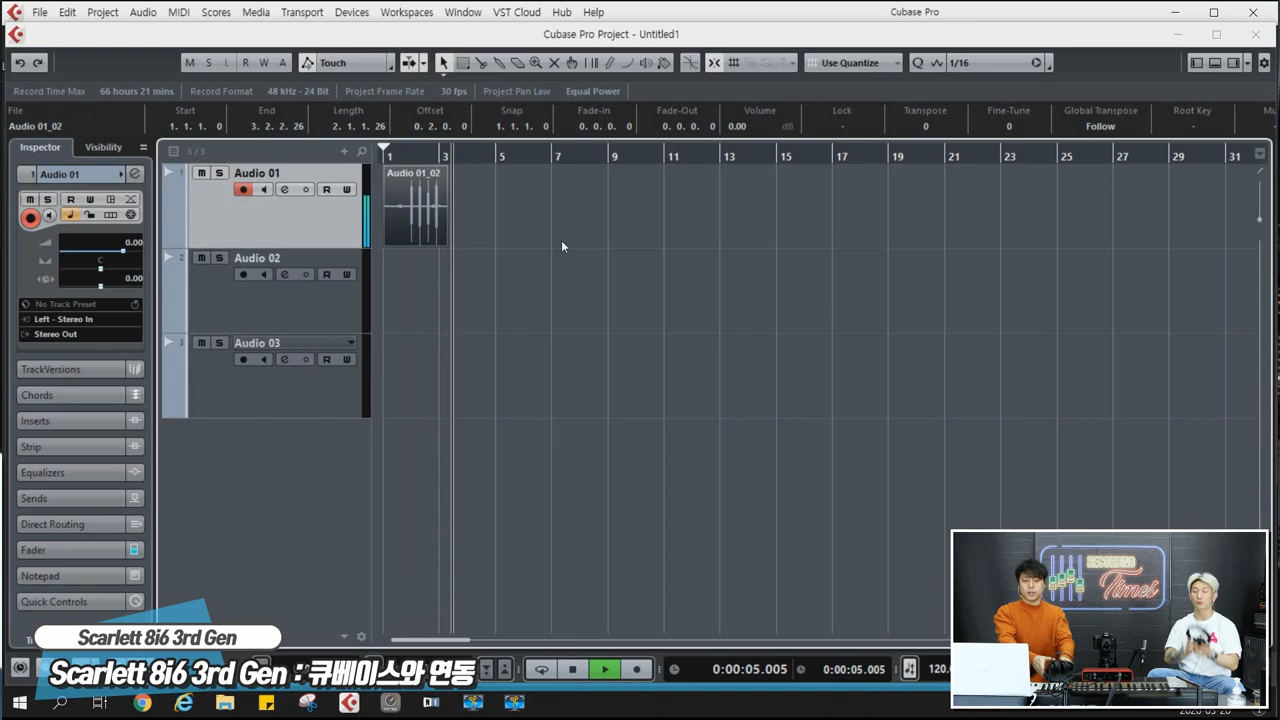 File Edit Project Audio MIDI Scores Media Transport Devices Workspaces Window VST Cloud Hub Help Cubase Pro
Cubase Pro Project - Untitled1
M S L R W A Touch Use Quantize Q 1/16
Record Time Max 66 hours 21 mins Record Format 48 kHz - 24 Bit Project Frame Rate 30 fps Project Pan Law Equal Power
File Start End Length Offset Snap Fade-In Fade-Out Volume Lock Transpose Fine-Tune Global Transpose Root Key
Audio 01_02 1. 1. 1. 0 3. 2. 2. 26 2. 1. 1. 26 0. 2. 0. 0 1. 1. 1. 0 0. 0. 0. 0 0. 0. 0. 0 0.00 dB - 0 0 Follow -
Inspector Visibility 3 / 3 1 3 5 7 9 11 13 15 17 19 21 23 25 27 29 31
1 Audio 01 1 m S Audio 01 Audio 01_02
R W
m S R W
0.00
C
0.00
2 m S Audio 02
R W
No Track Preset
Left - Stereo In
Stereo Out
3 m S Audio 03
R W
TrackVersions
Chords
Inserts
Strip
Equalizers
Sends
Direct Routing
Fader
Notepad
Quick Controls
RECORDING
Times
Scarlett 8i6 3rd Gen
Scarlett 8i6 3rd Gen : 큐베이스와 연동
0:00:05.005 0:00:05.005 120.